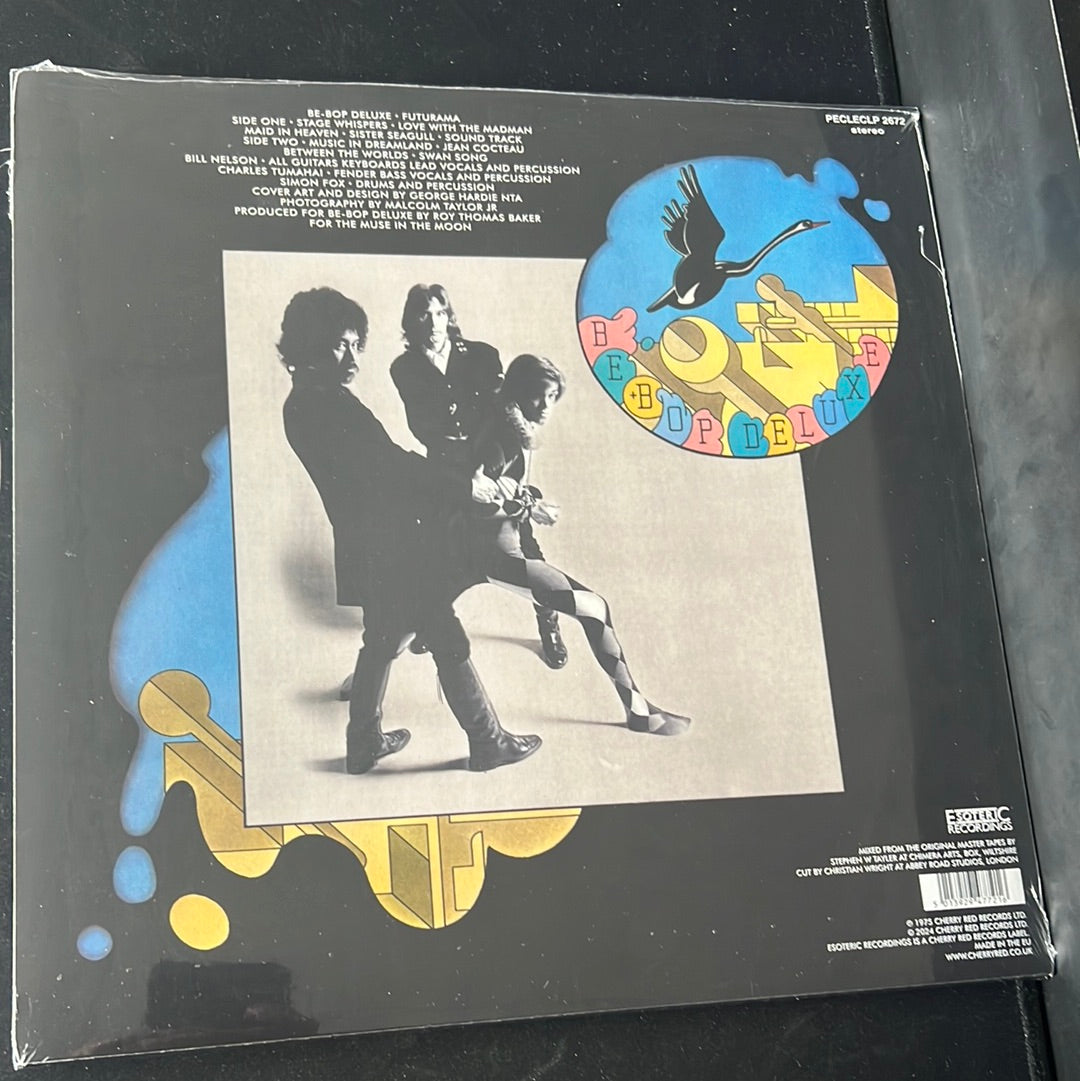 BE-BOP DELUXE • FUTURAMA
SIDE ONE • STAGE WHISPERS • LOVE WITH THE MADMAN
MAID IN HEAVEN • SISTER SEAGULL • SOUND TRACK
SIDE TWO • MUSIC IN DREAMLAND • JEAN COCTEAU
BETWEEN THE WORLDS • SWAN SONG
BILL NELSON • ALL GUITARS KEYBOARDS LEAD VOCALS AND PERCUSSION
CHARLES TUMAHAI • FENDER BASS VOCALS AND PERCUSSION
SIMON FOX • DRUMS AND PERCUSSION
COVER ART AND DESIGN BY GEORGE HARDIE NTA
PHOTOGRAPHY BY MALCOLM TAYLOR JR
PRODUCED FOR BE-BOP DELUXE BY ROY THOMAS BAKER
FOR THE MUSE IN THE MOON
PECLECLP 2672
stereo
BE+BOP DELUXE
ESOTERIC
RECORDINGS
MIXED FROM THE ORIGINAL MASTER TAPES BY
STEPHEN W TAYLER AT CHIMERA ARTS, BOX, WILTSHIRE
CUT BY CHRISTIAN WRIGHT AT ABBEY ROAD STUDIOS, LONDON
5 013929 477216
℗ 1975 CHERRY RED RECORDS LTD.
© 2024 CHERRY RED RECORDS LTD.
ESOTERIC RECORDINGS IS A CHERRY RED RECORDS LABEL.
MADE IN THE EU
WWW.CHERRYRED.CO.UK